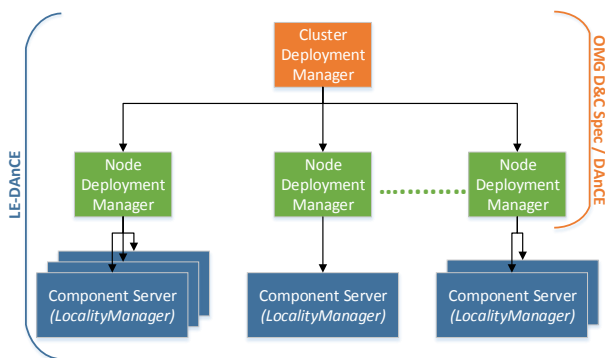 Cluster
Deployment
Manager
OMG D&C Spec / DAnCE
LE-DAnCE
Node
Deployment
Manager
Node
Deployment
Manager
Node
Deployment
Manager
Component Server
(LocalityManager)
Component Server
(LocalityManager)
Component Server
(LocalityManager)